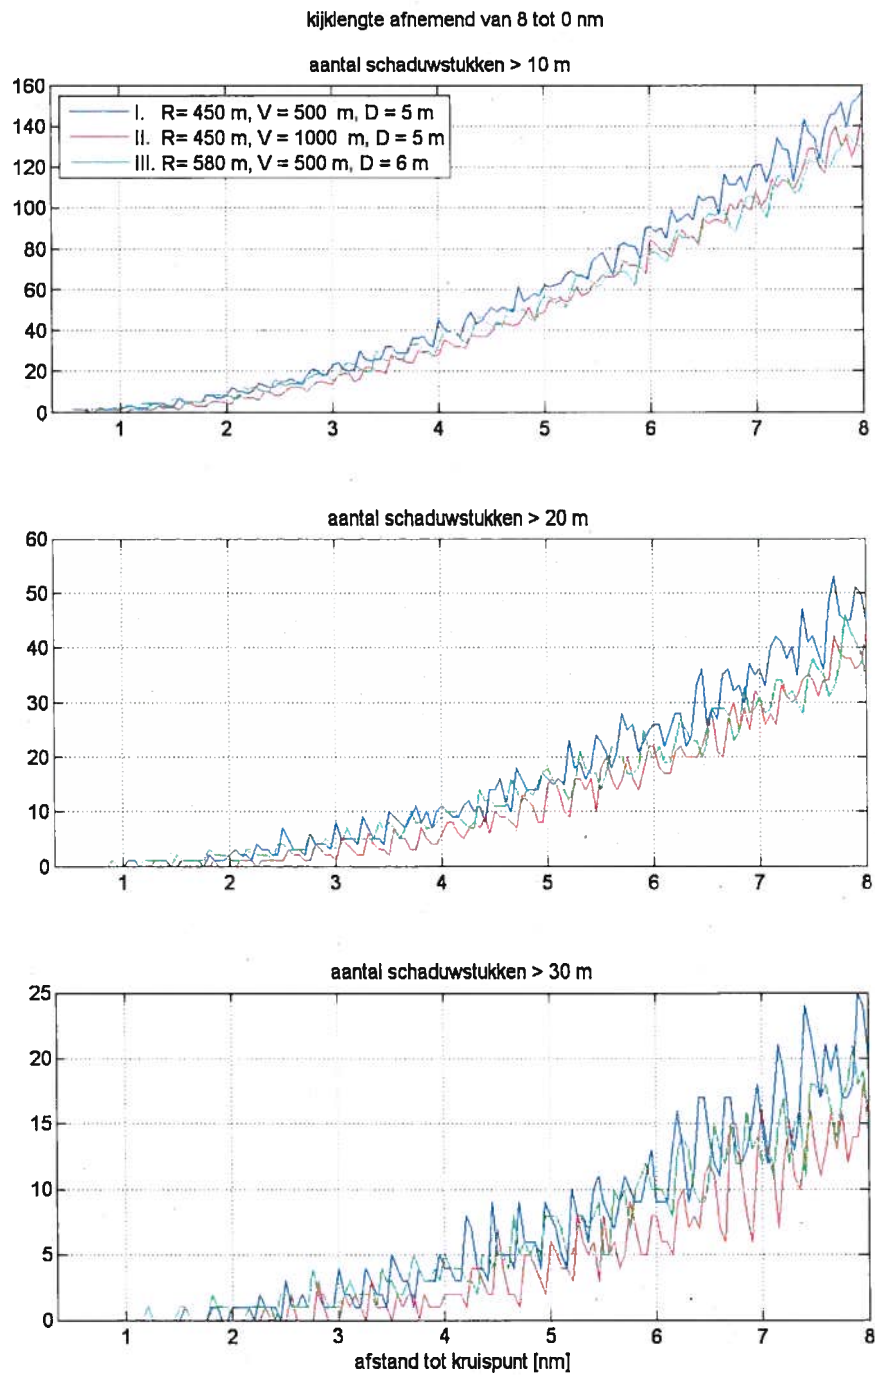 kijklengte afnemend van 8 tot 0 nm
aantal schaduwstukken > 10 m
160
140
120
100
80
60
40
20
0
I. R= 450 m, V = 500 m, D = 5 m
II. R= 450 m, V = 1000 m, D = 5 m
III. R= 580 m, V = 500 m, D = 6 m
1 2 3 4 5 6 7 8
aantal schaduwstukken > 20 m
60
50
40
30
20
10
0
1 2 3 4 5 6 7 8
aantal schaduwstukken > 30 m
25
20
15
10
5
0
1 2 3 4 5 6 7 8
afstand tot kruispunt [nm]